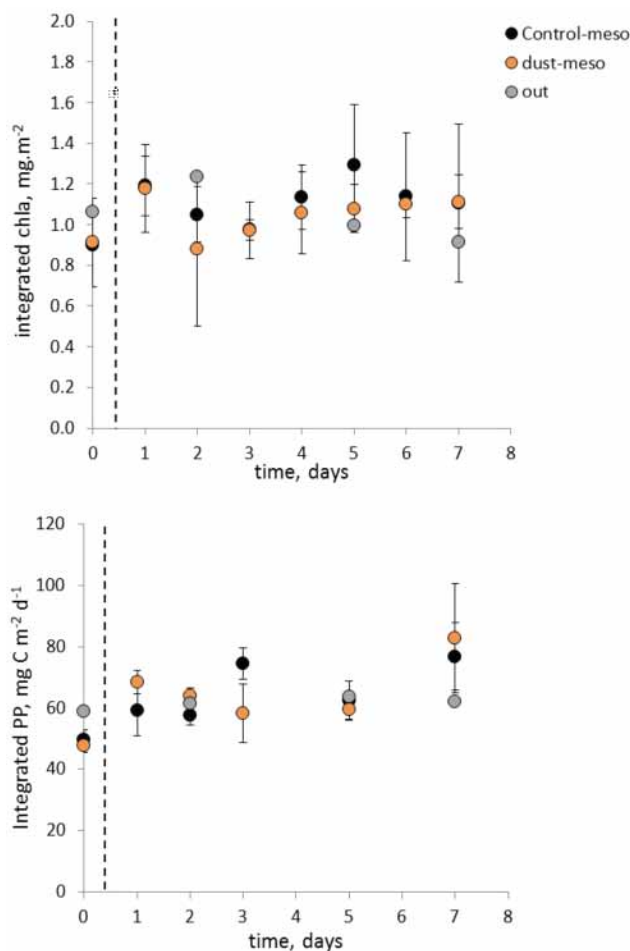 2.0
1.8
1.6
1.4
1.2
1.0
0.8
0.6
0.4
0.2
0.0
integrated chla, mg.m⁻²
Control-meso
dust-meso
out
0 1 2 3 4 5 6 7 8
time, days
120
100
80
60
40
20
0
Integrated PP, mg C m⁻² d⁻¹
0 1 2 3 4 5 6 7 8
time, days